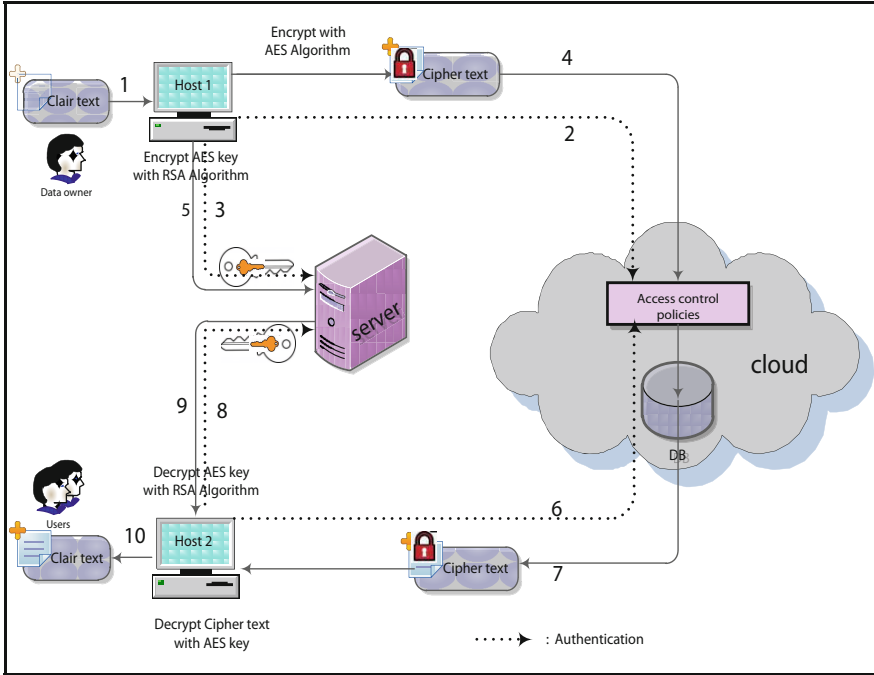 Encrypt with
AES Algorithm
1
4
Clair text
Host 1
Cipher text
2
Data owner
Encrypt AES key
with RSA Algorithm
5
3
server
Access control
policies
cloud
9
8
DB
Decrypt AES key
with RSA Algorithm
Users
6
10
Host 2
Clair text
Cipher text
7
Decrypt Cipher text
with AES key
: Authentication